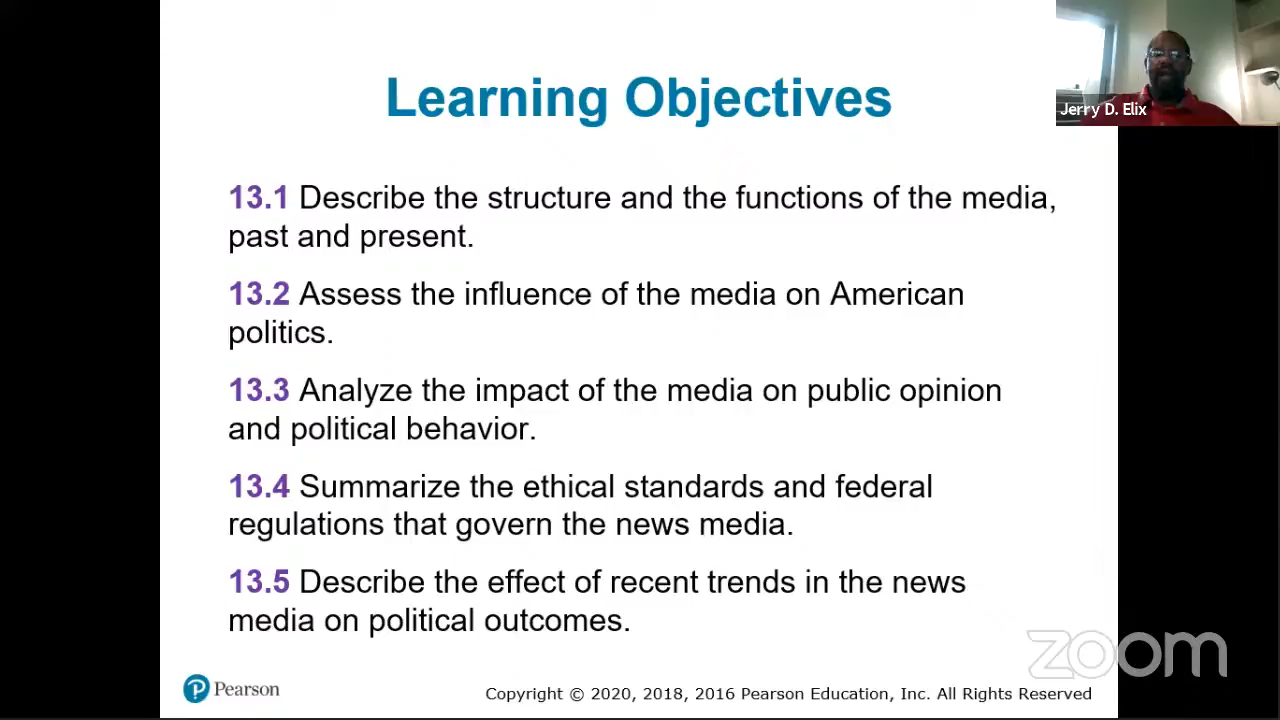 Learning Objectives
Jerry D. Elix
13.1 Describe the structure and the functions of the media,
past and present.
13.2 Assess the influence of the media on American
politics.
13.3 Analyze the impact of the media on public opinion
and political behavior.
13.4 Summarize the ethical standards and federal
regulations that govern the news media.
13.5 Describe the effect of recent trends in the news
media on political outcomes.
zoom
P Pearson
Copyright © 2020, 2018, 2016 Pearson Education, Inc. All Rights Reserved